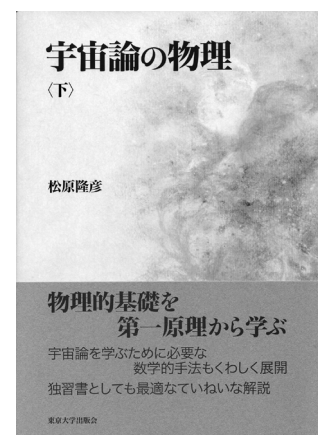 宇宙論の物理
〈下〉
松原隆彦
物理的基礎を
第一原理から学ぶ
宇宙論を学ぶために必要な
数学的手法もくわしく展開
独習書としても最適なていねいな解説
東京大学出版会